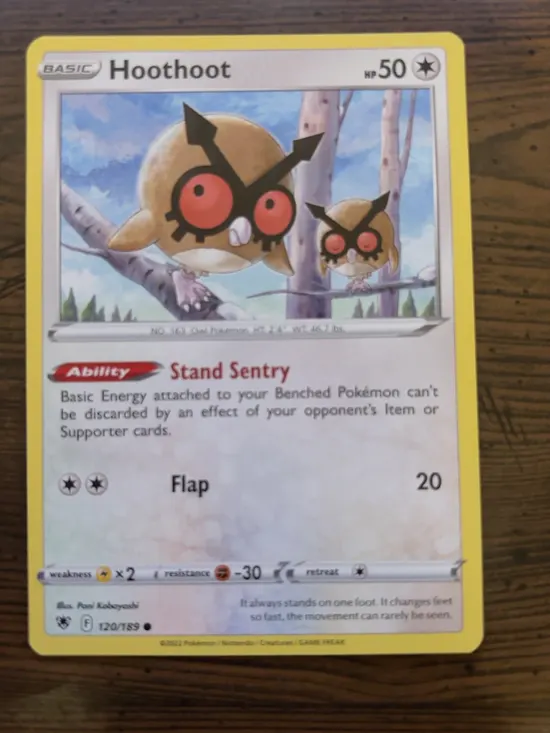 BASIC Hoothoot HP 50
NO. 163 Owl Pokémon HT: 2'4" WT: 46.7 lbs.
Ability Stand Sentry
Basic Energy attached to your Benched Pokémon can't
be discarded by an effect of your opponent's Item or
Supporter cards.
Flap 20
weakness ×2 resistance -30 retreat
Illus. Pani Kobayashi
It always stands on one foot. It changes feet
so fast, the movement can rarely be seen.
F 120/189
©2022 Pokémon / Nintendo / Creatures / GAME FREAK